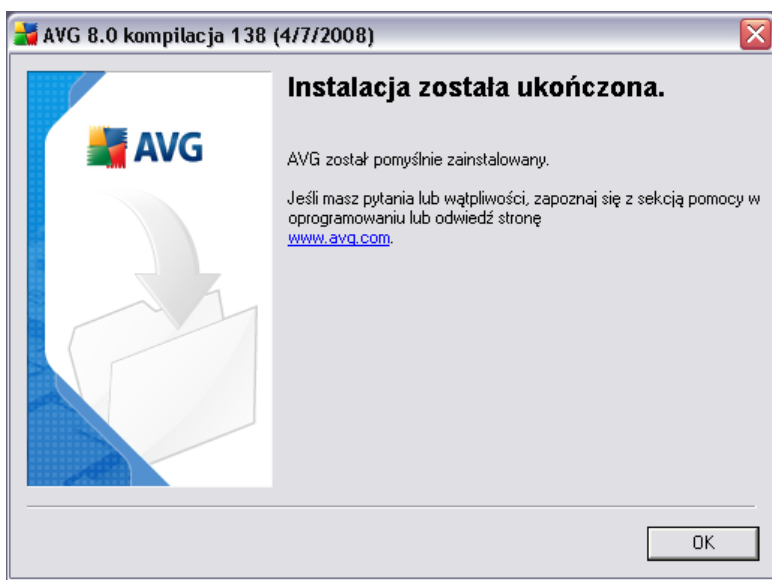 AVG 8.0 kompilacja 138 (4/7/2008)
AVG
Instalacja została ukończona.
AVG został pomyślnie zainstalowany.
Jeśli masz pytania lub wątpliwości, zapoznaj się z sekcją pomocy w
oprogramowaniu lub odwiedź stronę
www.avg.com.
OK